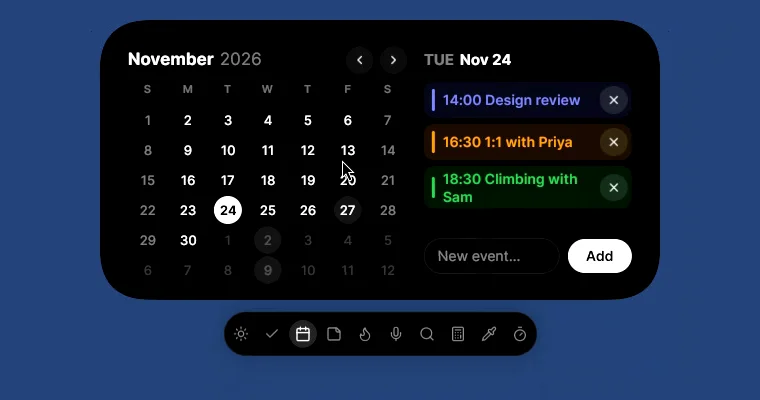 November 2026
S M T W T F S
1 2 3 4 5 6 7
8 9 10 11 12 13 14
15 16 17 18 19 20 21
22 23 24 25 26 27 28
29 30 1 2 3 4 5
6 7 8 9 10 11 12
TUE Nov 24
14:00 Design review
16:30 1:1 with Priya
18:30 Climbing with
Sam
New event...
Add